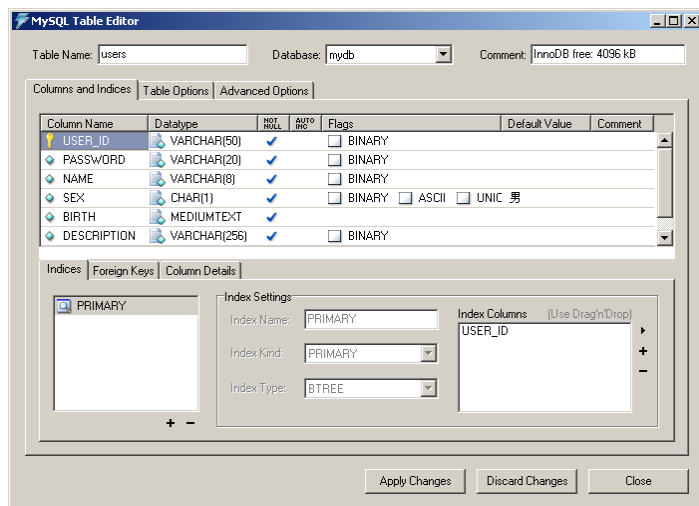 MySQL Table Editor
Table Name: users Database: mydb Comment: InnoDB free: 4096 kB
Columns and Indices Table Options Advanced Options
Column Name Datatype NOT NULL AUTO INC Flags Default Value Comment
USER_ID VARCHAR(50) BINARY
PASSWORD VARCHAR(20) BINARY
NAME VARCHAR(8) BINARY
SEX CHAR(1) BINARY ASCII UNIC 男
BIRTH MEDIUMTEXT
DESCRIPTION VARCHAR(256) BINARY
Indices Foreign Keys Column Details
PRIMARY
Index Settings
Index Name: PRIMARY
Index Kind: PRIMARY
Index Type: BTREE
Index Columns (Use Drag'n'Drop)
USER_ID
Apply Changes Discard Changes Close